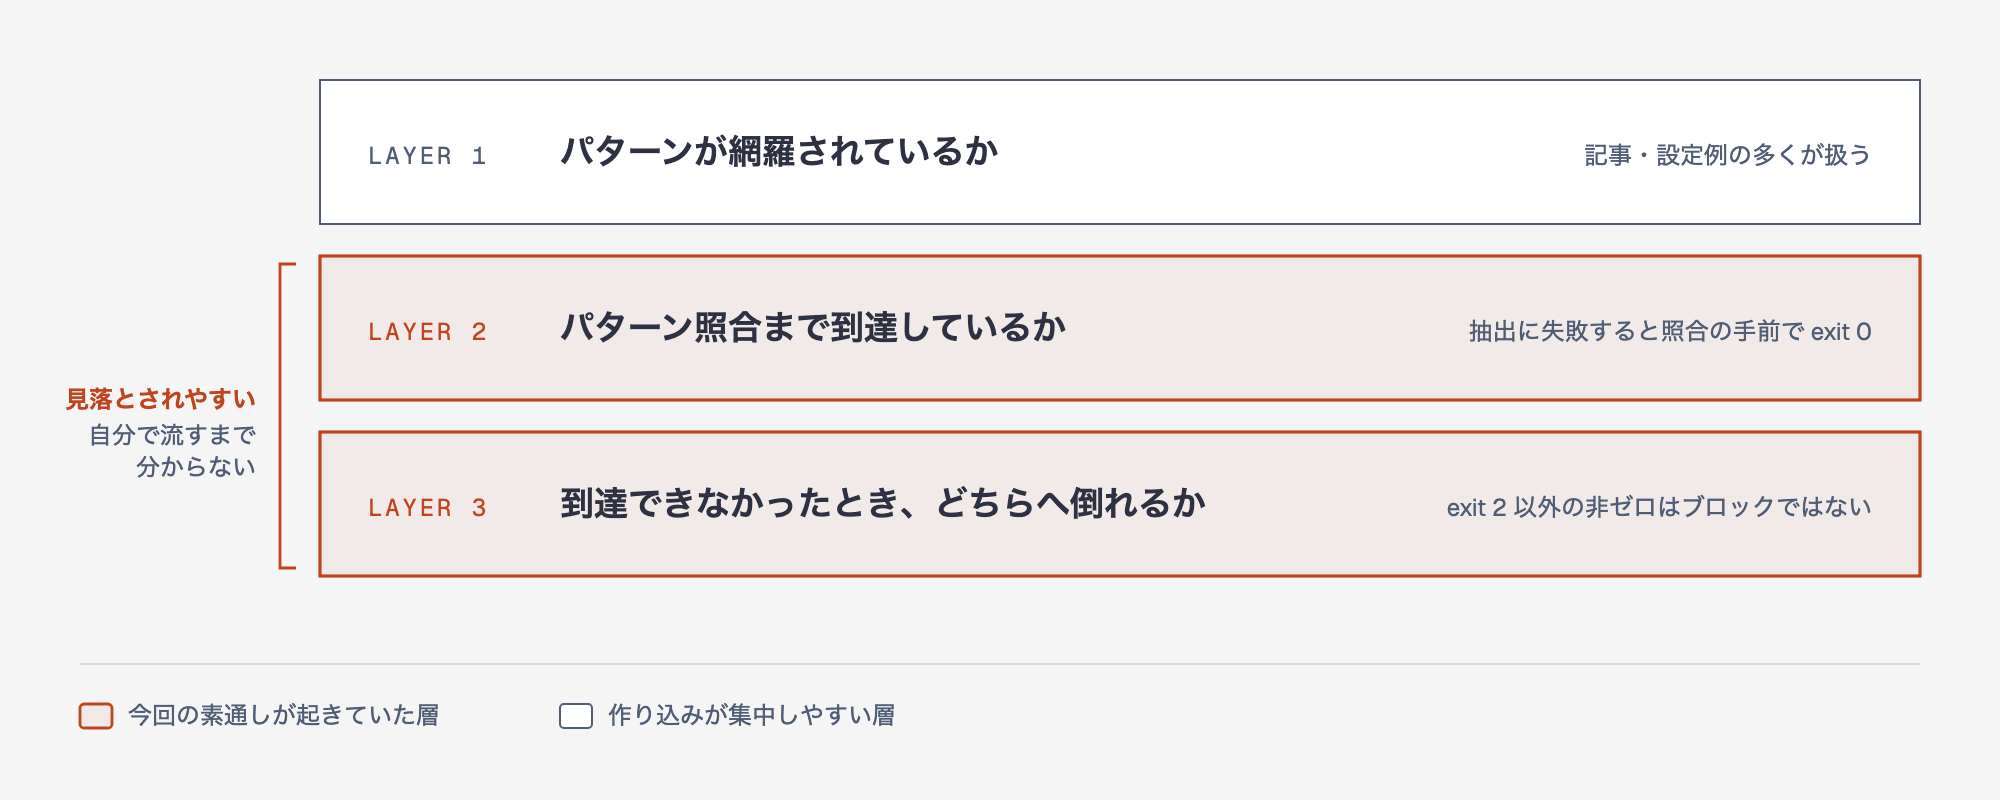 LAYER 1
パターンが網羅されているか
記事・設定例の多くが扱う
LAYER 2
パターン照合まで到達しているか
抽出に失敗すると照合の手前で exit 0
見落とされやすい
自分で流すまで
分からない
LAYER 3
到達できなかったとき、どちらへ倒れるか
exit 2 以外の非ゼロはブロックではない
今回の素通しが起きていた層
作り込みが集中しやすい層